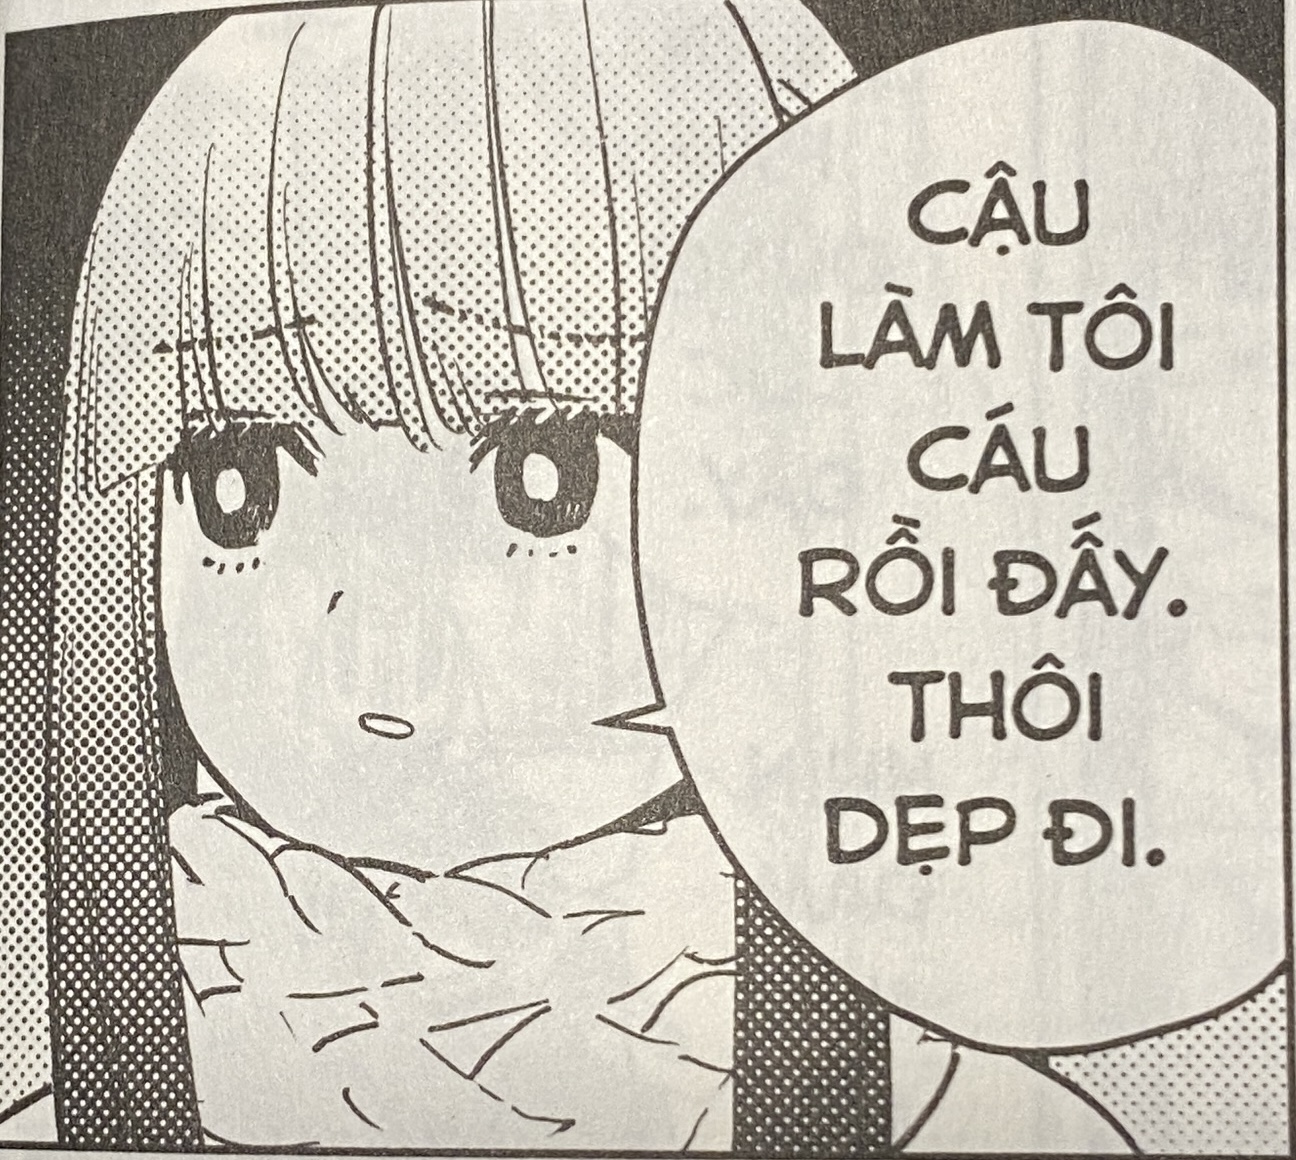 CẬU
LÀM TÔI
CÁU
RỒI ĐẤY.
THÔI
DẸP ĐI.